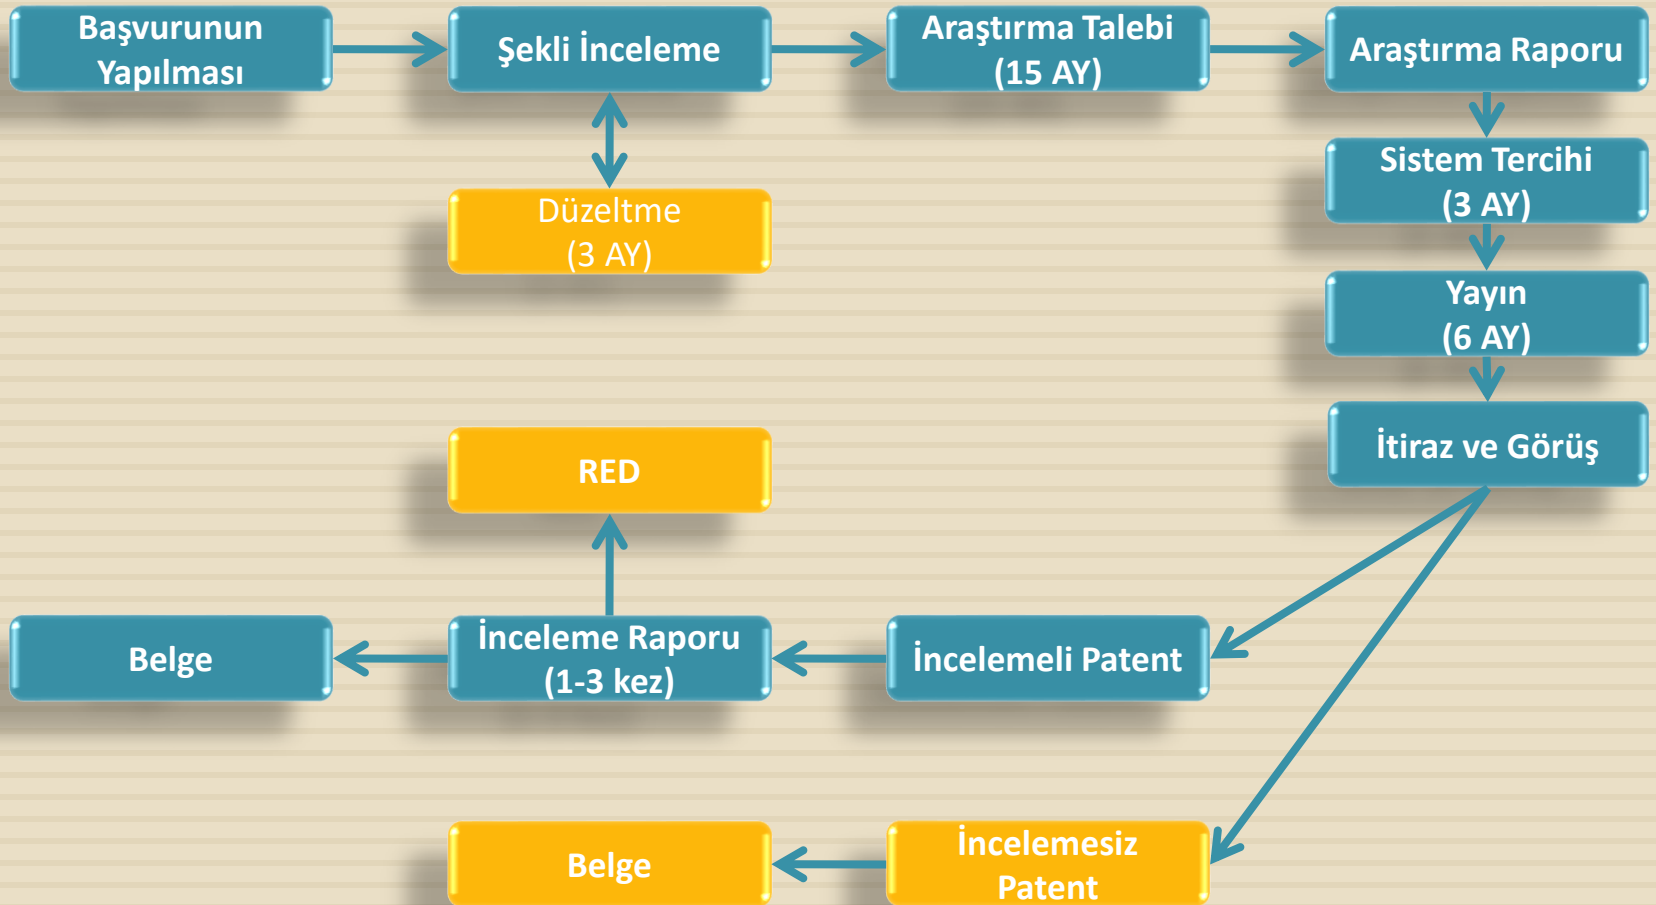 Başvurunun
Yapılması
Şekli İnceleme
Araştırma Talebi
(15 AY)
Araştırma Raporu
Düzeltme
(3 AY)
Sistem Tercihi
(3 AY)
Yayın
(6 AY)
İtiraz ve Görüş
RED
Belge
İnceleme Raporu
(1-3 kez)
İncelemeli Patent
Belge
İncelemesiz
Patent